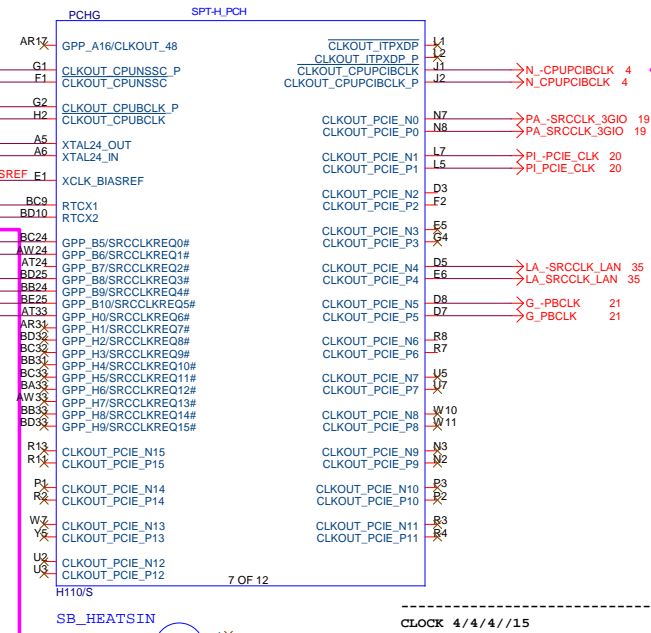 PCHG SPT-H_PCH
AR17 GPP_A16/CLKOUT_48 CLKOUT_ITPXDP L1
CLKOUT_ITPXDP_P L2
G1 CLKOUT_CPUNSSC_P CLKOUT_CPUPCIBCLK J1 N_-CPUPCIBCLK 4
F1 CLKOUT_CPUNSSC CLKOUT_CPUPCIBCLK_P J2 N_CPUPCIBCLK 4
G2 CLKOUT_CPUBCLK_P
H2 CLKOUT_CPUBCLK CLKOUT_PCIE_N0 N7 PA_-SRCCLK_3GIO 19
CLKOUT_PCIE_P0 N8 PA_SRCCLK_3GIO 19
A5 XTAL24_OUT
A6 XTAL24_IN CLKOUT_PCIE_N1 L7 PI_-PCIE_CLK 20
CLKOUT_PCIE_P1 L5 PI_PCIE_CLK 20
SREF E1 XCLK_BIASREF
CLKOUT_PCIE_N2 D3
BC9 RTCX1 CLKOUT_PCIE_P2 F2
BD10 RTCX2
CLKOUT_PCIE_N3 E5
BC24 GPP_B5/SRCCLKREQ0# CLKOUT_PCIE_P3 G4
AW24 GPP_B6/SRCCLKREQ1#
AT24 GPP_B7/SRCCLKREQ2# CLKOUT_PCIE_N4 D5 LA_-SRCCLK_LAN 35
BD25 GPP_B8/SRCCLKREQ3# CLKOUT_PCIE_P4 E6 LA_SRCCLK_LAN 35
BB24 GPP_B9/SRCCLKREQ4#
BE25 GPP_B10/SRCCLKREQ5# CLKOUT_PCIE_N5 D8 G_-PBCLK 21
AT33 GPP_H0/SRCCLKREQ6# CLKOUT_PCIE_P5 D7 G_PBCLK 21
AR31 GPP_H1/SRCCLKREQ7#
BD32 GPP_H2/SRCCLKREQ8# CLKOUT_PCIE_N6 R8
BC32 GPP_H3/SRCCLKREQ9# CLKOUT_PCIE_P6 R7
BB31 GPP_H4/SRCCLKREQ10#
BC33 GPP_H5/SRCCLKREQ11# CLKOUT_PCIE_N7 U5
BA33 GPP_H6/SRCCLKREQ12# CLKOUT_PCIE_P7 U7
AW33 GPP_H7/SRCCLKREQ13#
BB33 GPP_H8/SRCCLKREQ14# CLKOUT_PCIE_N8 W10
BD33 GPP_H9/SRCCLKREQ15# CLKOUT_PCIE_P8 W11
R13 CLKOUT_PCIE_N15 CLKOUT_PCIE_N9 N3
R11 CLKOUT_PCIE_P15 CLKOUT_PCIE_P9 N2
P1 CLKOUT_PCIE_N14 CLKOUT_PCIE_N10 P3
R2 CLKOUT_PCIE_P14 CLKOUT_PCIE_P10 P2
W7 CLKOUT_PCIE_N13 CLKOUT_PCIE_N11 R3
Y5 CLKOUT_PCIE_P13 CLKOUT_PCIE_P11 R4
U2 CLKOUT_PCIE_N12
U3 CLKOUT_PCIE_P12 7 OF 12
H110/S
SB_HEATSIN
CLOCK 4/4/4//15